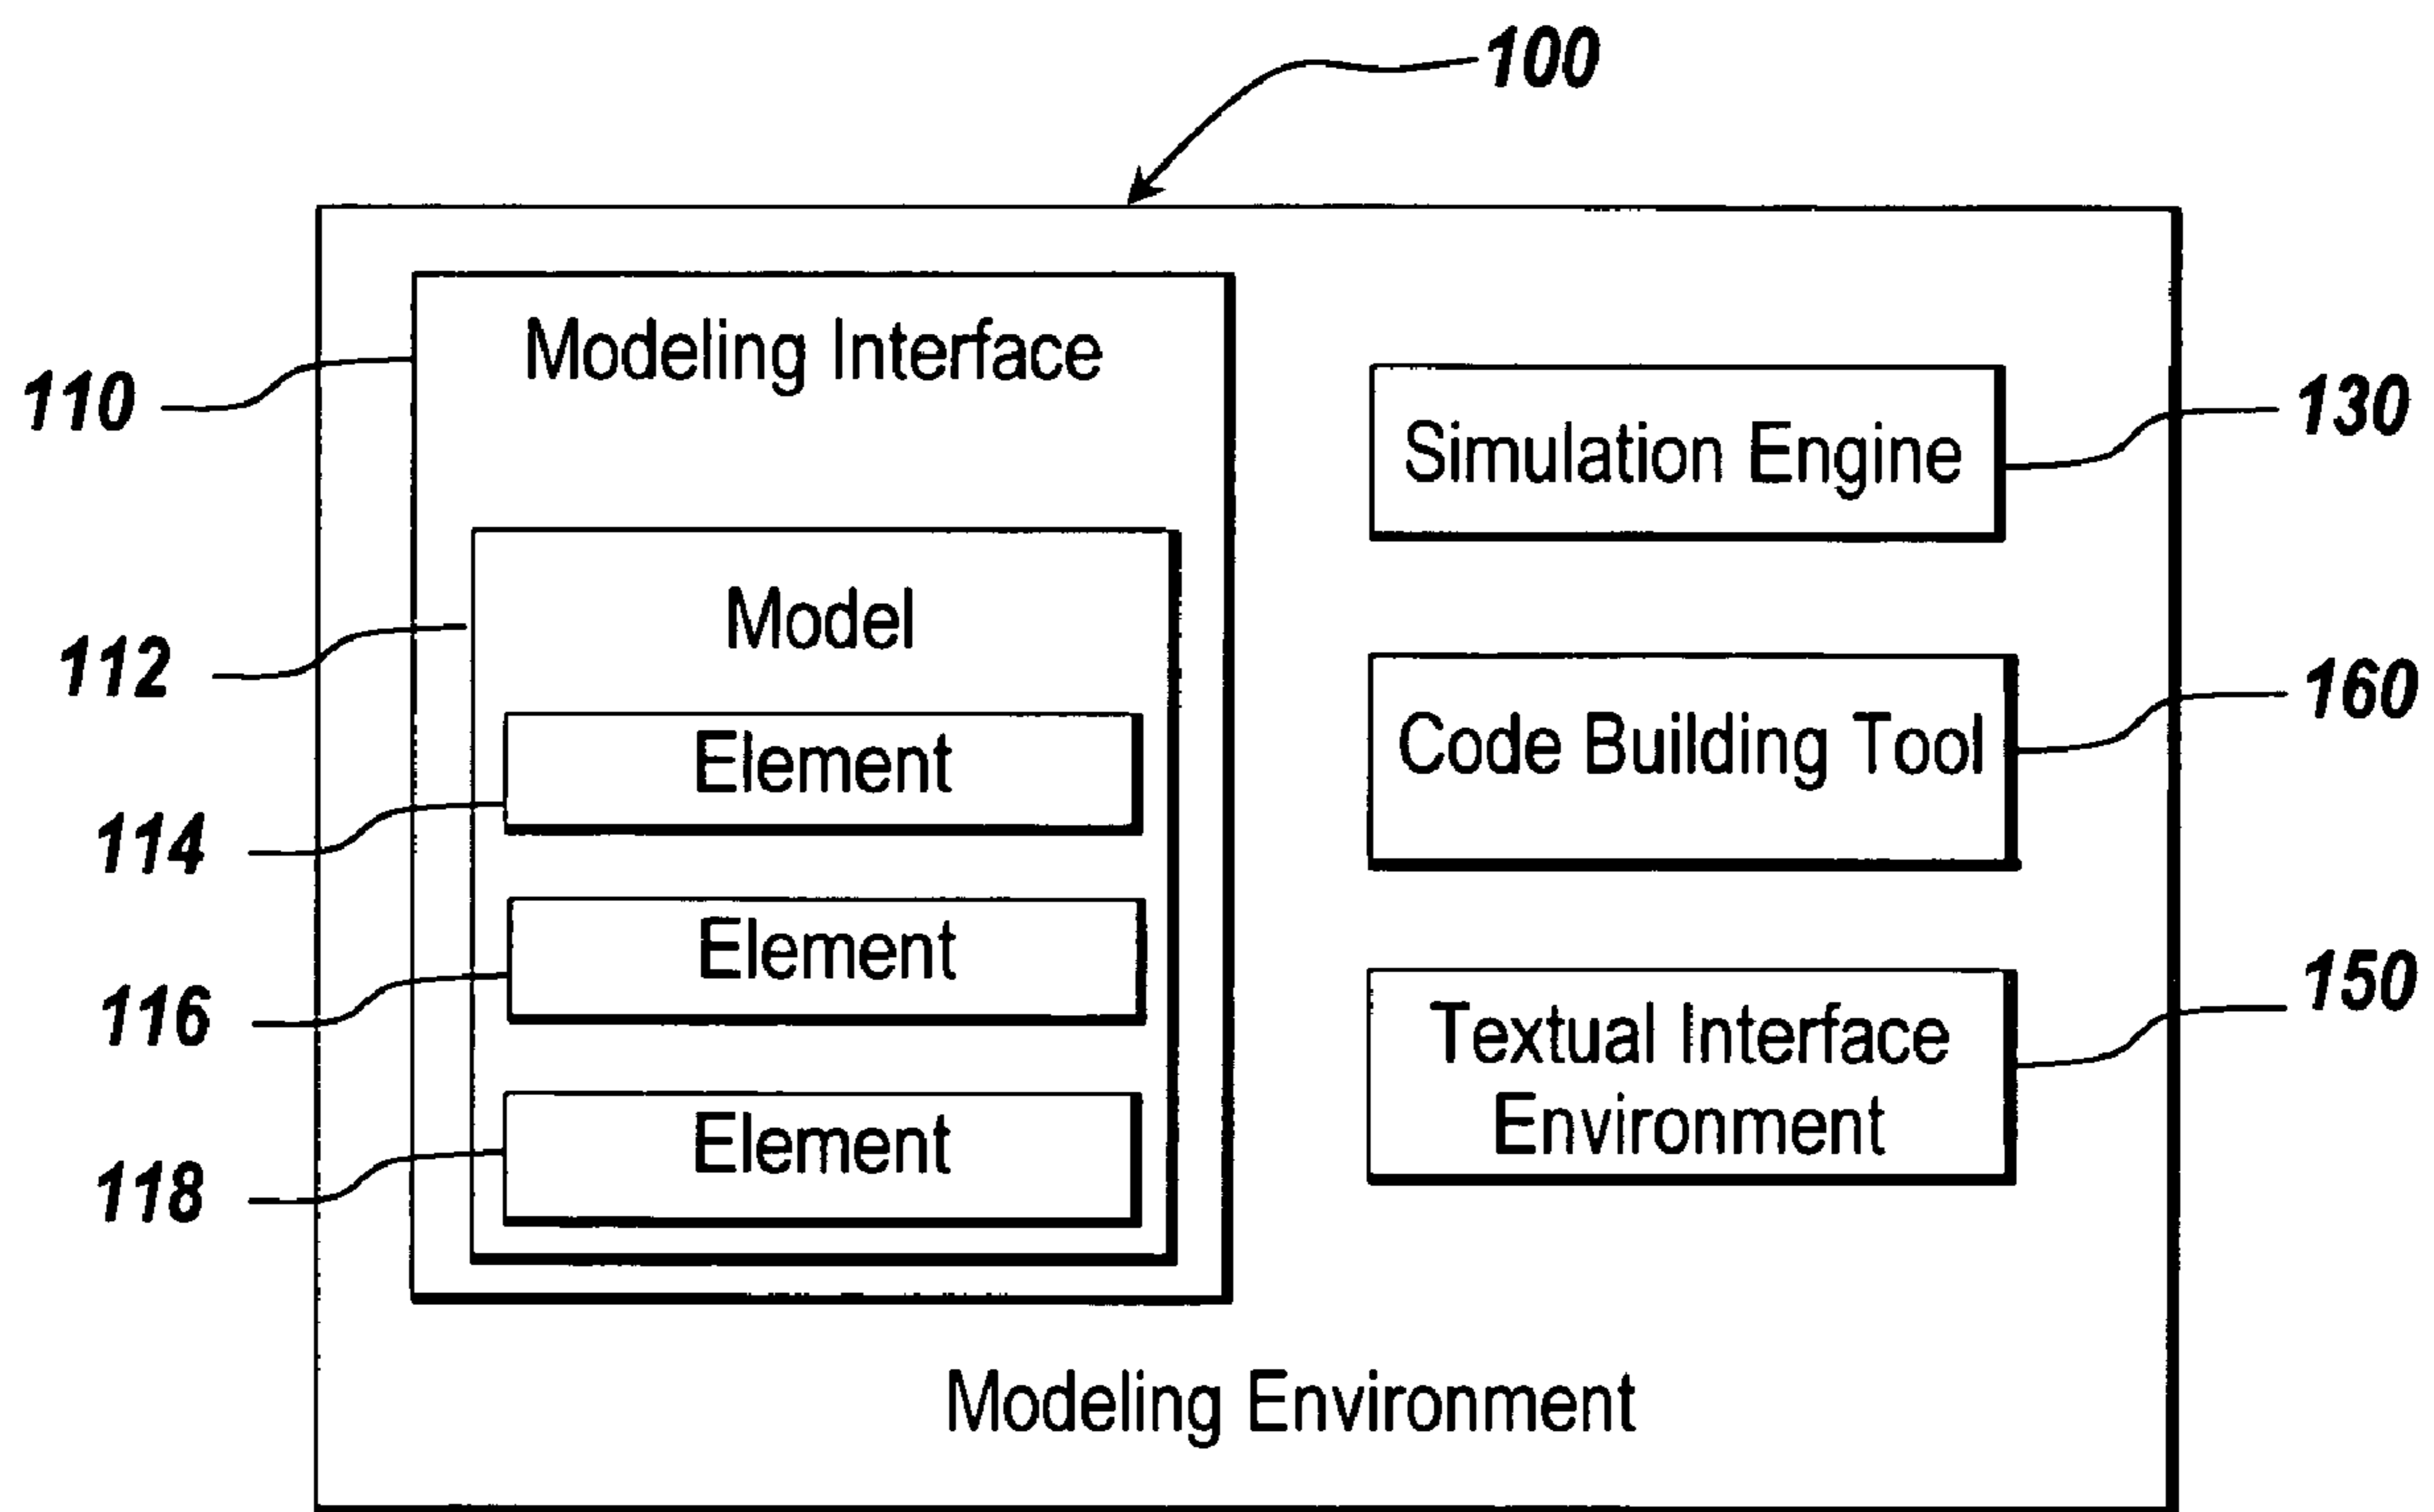 100
Modeling Interface
110
Simulation Engine
130
Model
112
Code Building Tool
160
Element
114
Element
116
Textual Interface
Environment
150
Element
118
Modeling Environment